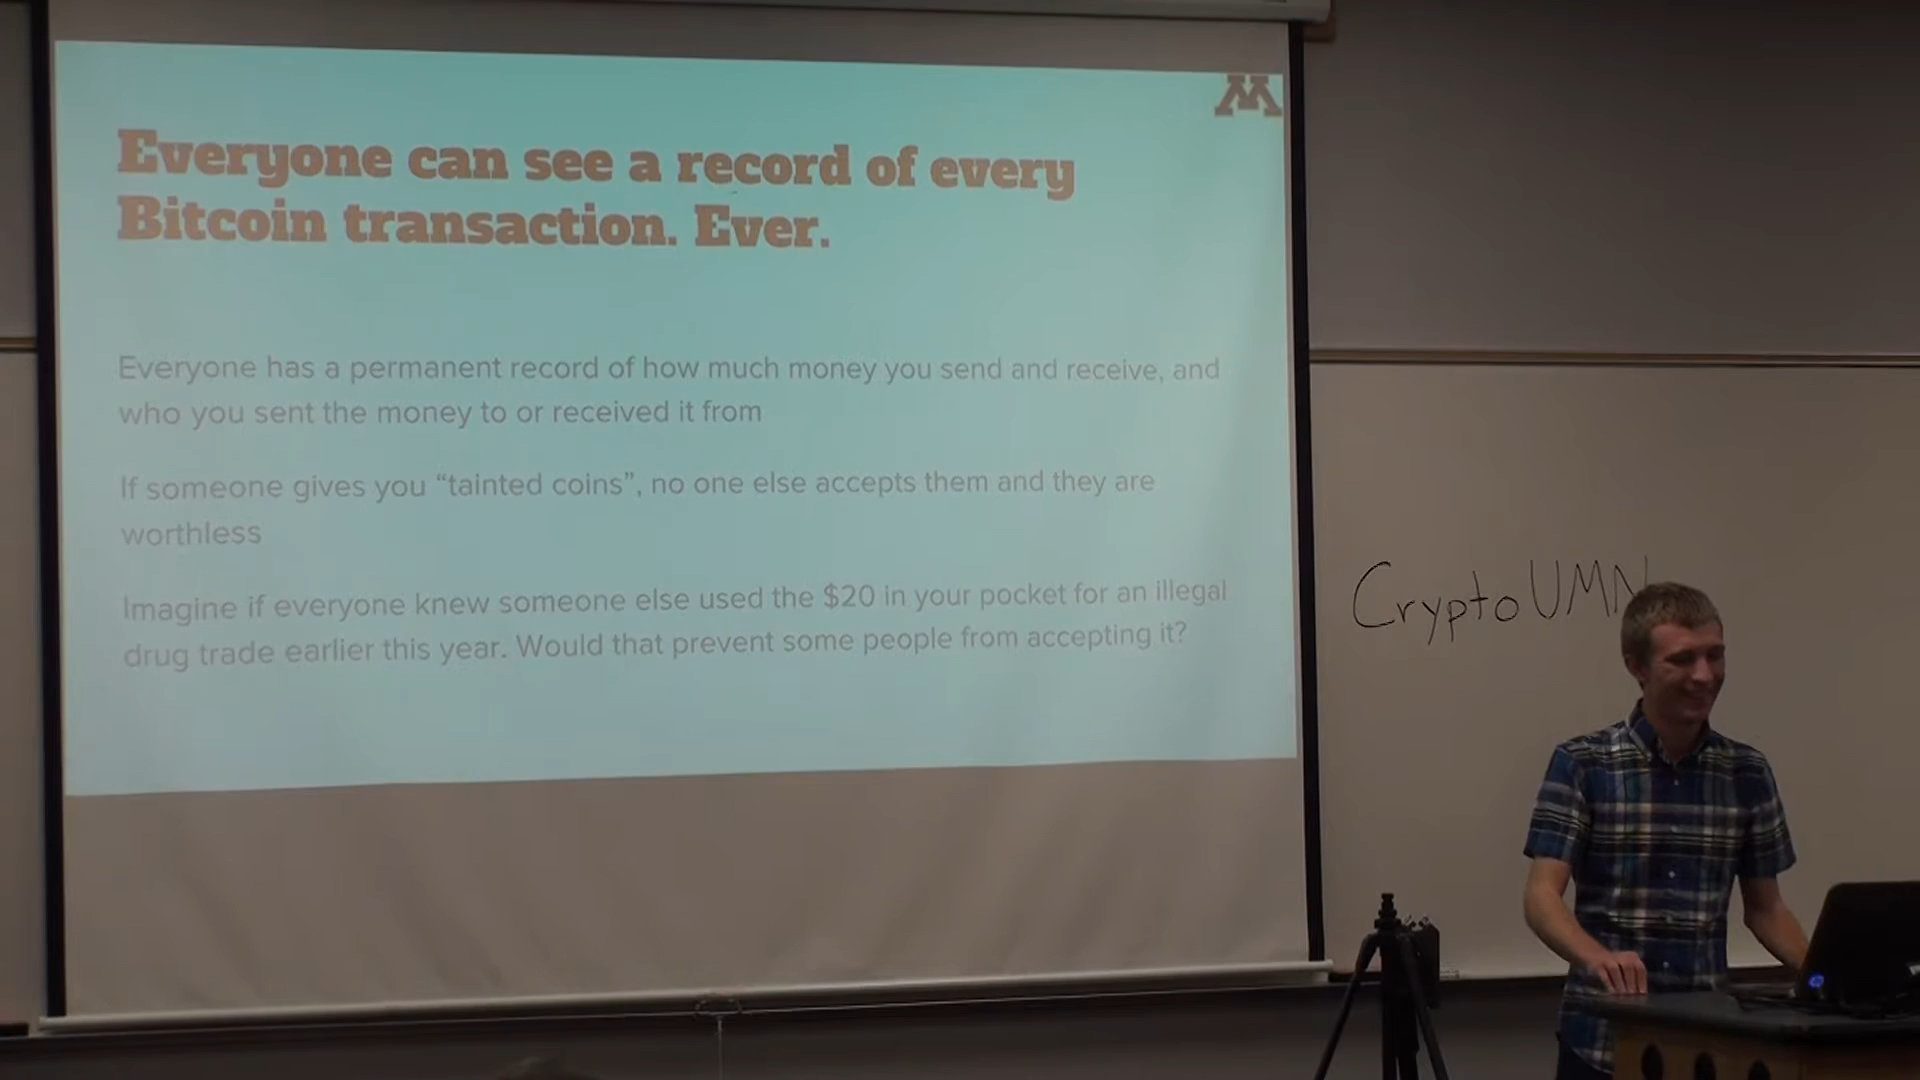 M
Everyone can see a record of every
Bitcoin transaction. Ever.
Everyone has a permanent record of how much money you send and receive, and
who you sent the money to or received it from
If someone gives you “tainted coins”, no one else accepts them and they are
worthless
Imagine if everyone knew someone else used the $20 in your pocket for an illegal
drug trade earlier this year. Would that prevent some people from accepting it?
CryptoUMN